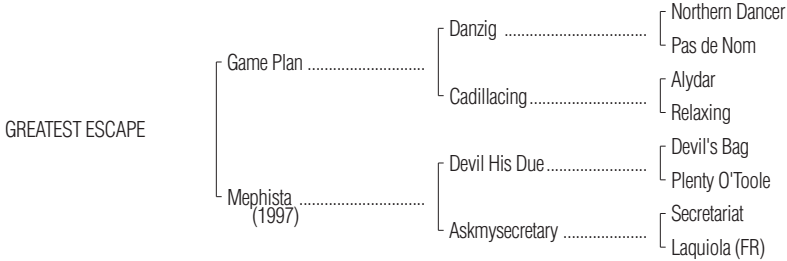 Northern Dancer
Danzig ..................................
Pas de Nom
Game Plan ............................
Alydar
Cadillacing............................
Relaxing
GREATEST ESCAPE
Devil's Bag
Devil His Due........................
Plenty O'Toole
Mephista ..............................
(1997)
Secretariat
Askmysecretary ....................
Laquiola (FR)